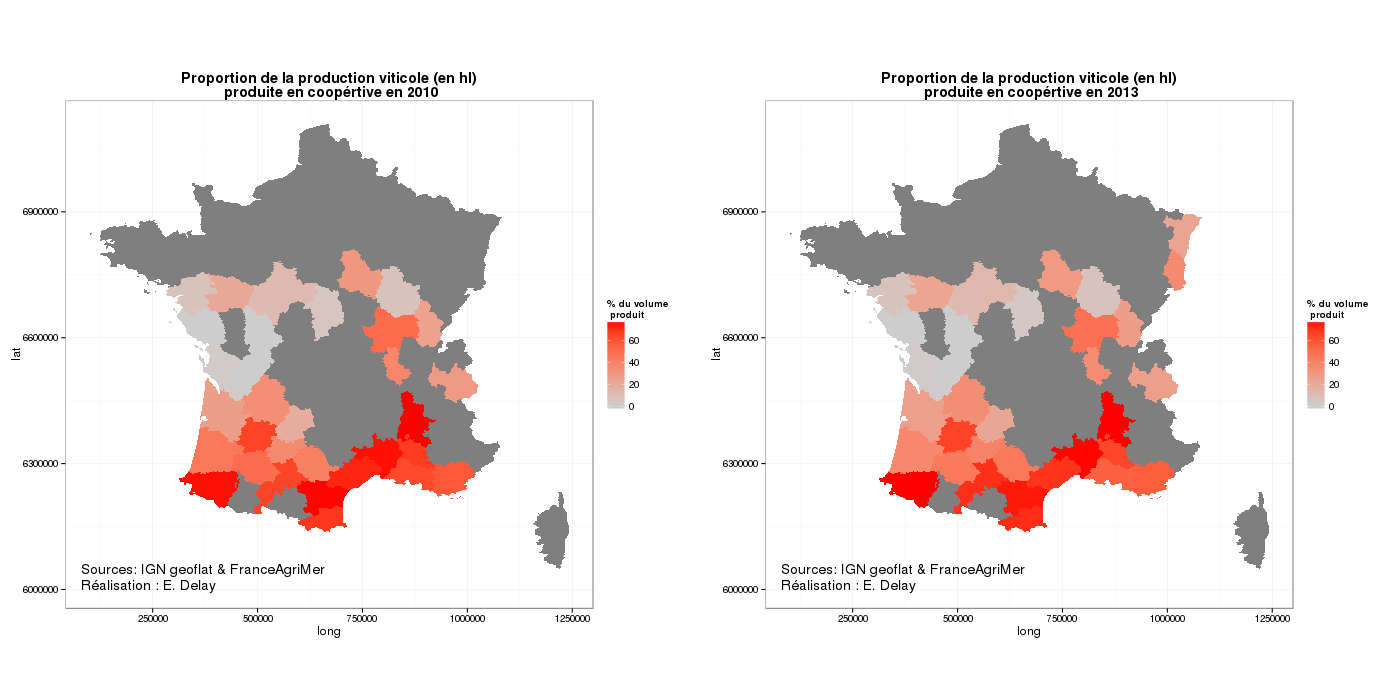 Proportion de la production viticole (en hl)
produite en coopértive en 2010
lat
6900000
6600000
6300000
6000000
250000
500000
750000
1000000
1250000
long
% du volume
produit
60
40
20
0
Sources: IGN geoflat & FranceAgriMer
Réalisation : E. Delay
Proportion de la production viticole (en hl)
produite en coopértive en 2013
lat
6900000
6600000
6300000
6000000
250000
500000
750000
1000000
1250000
long
% du volume
produit
60
40
20
0
Sources: IGN geoflat & FranceAgriMer
Réalisation : E. Delay